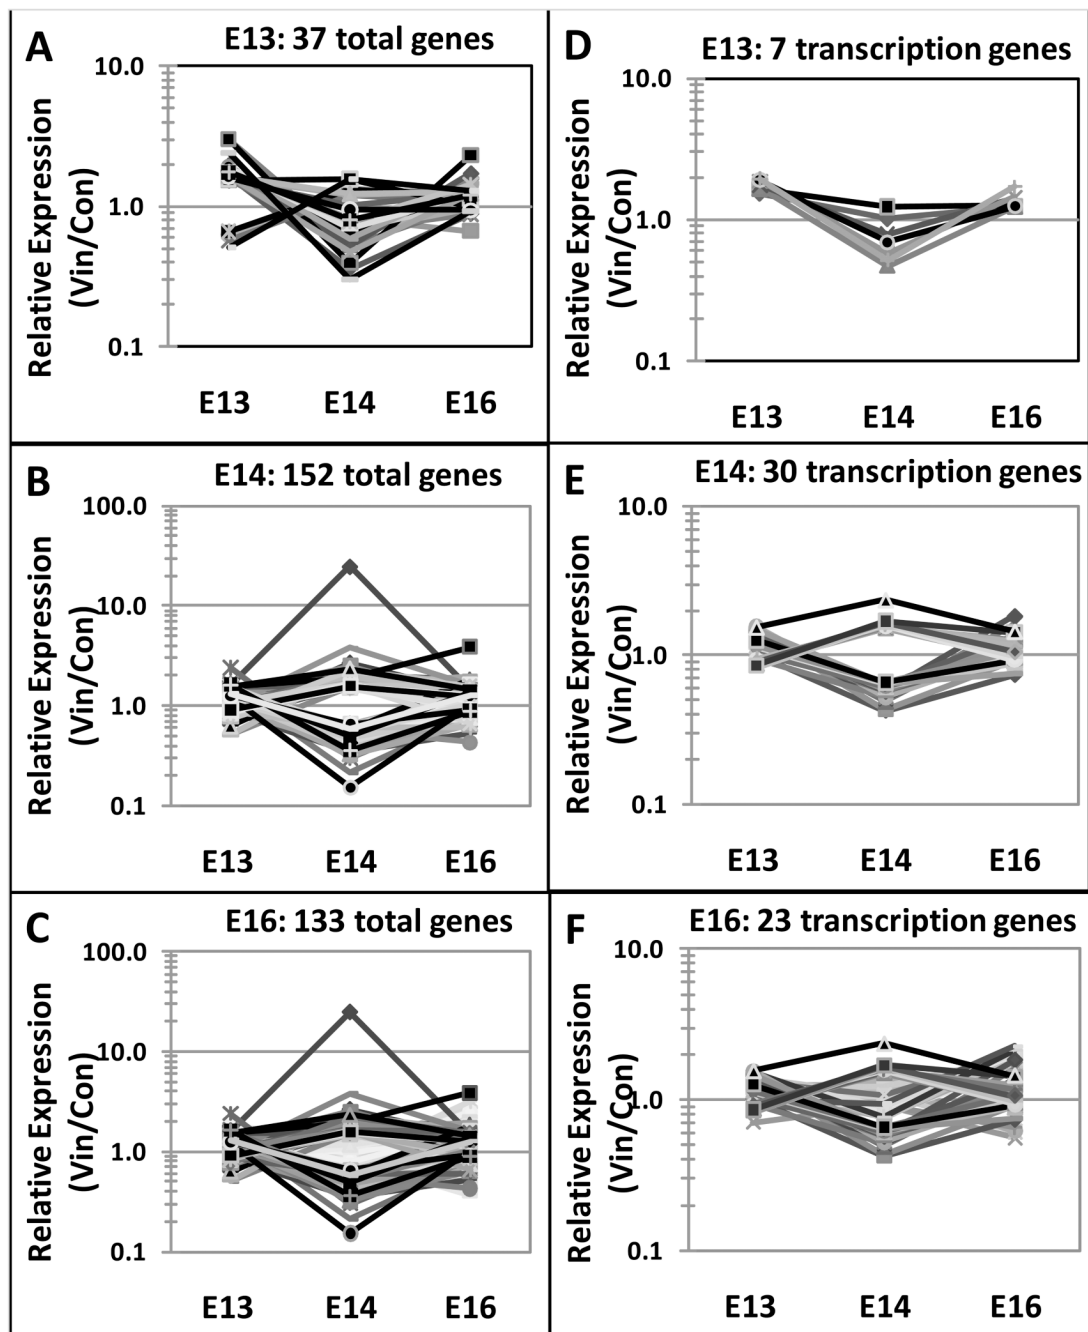 A
E13: 37 total genes
Relative Expression
(Vin/Con)
10.0
1.0
0.1
E13 E14 E16
D
E13: 7 transcription genes
Relative Expression
(Vin/Con)
10.0
1.0
0.1
E13 E14 E16
B
E14: 152 total genes
Relative Expression
(Vin/Con)
100.0
10.0
1.0
0.1
E13 E14 E16
E
E14: 30 transcription genes
Relative Expression
(Vin/Con)
10.0
1.0
0.1
E13 E14 E16
C
E16: 133 total genes
Relative Expression
(Vin/Con)
100.0
10.0
1.0
0.1
E13 E14 E16
F
E16: 23 transcription genes
Relative Expression
(Vin/Con)
10.0
1.0
0.1
E13 E14 E16